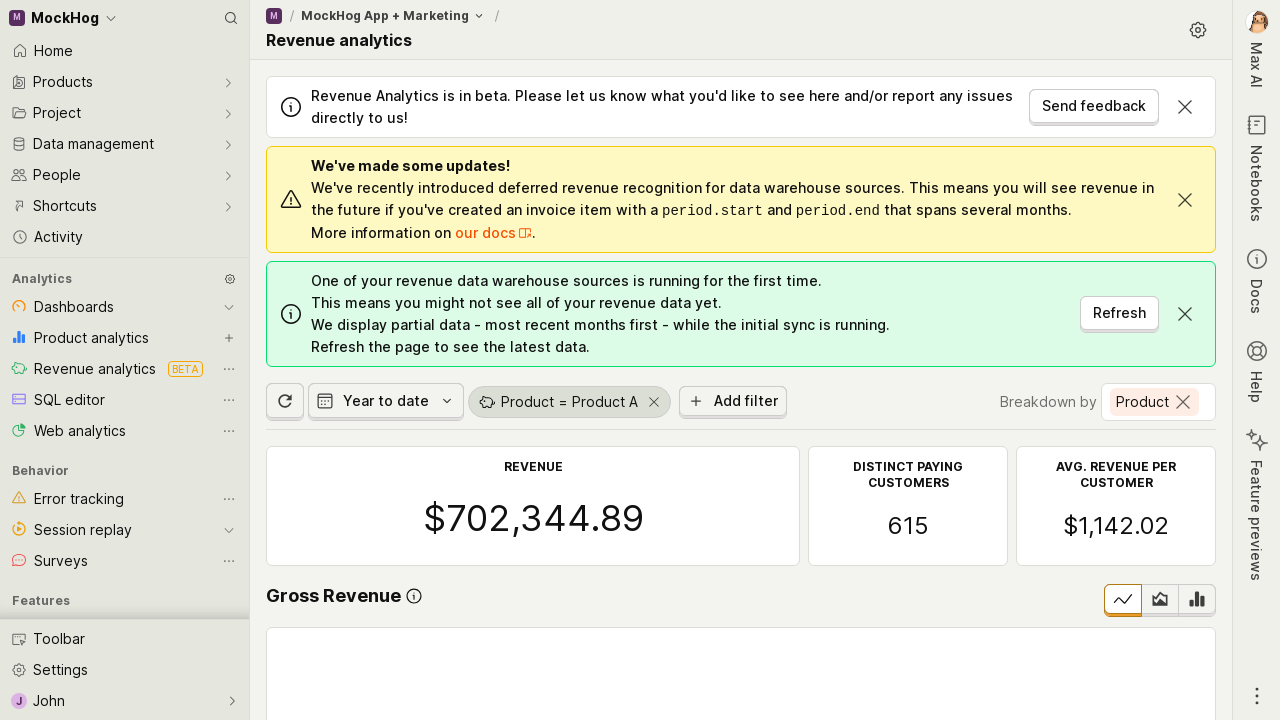 M MockHog
Home
Products
Project
Data management
People
Shortcuts
Activity
Analytics
Dashboards
Product analytics
Revenue analytics BETA
SQL editor
Web analytics
Behavior
Error tracking
Session replay
Surveys
Features
Toolbar
Settings
J John
M / MockHog App + Marketing /
Revenue analytics
Revenue Analytics is in beta. Please let us know what you'd like to see here and/or report any issues
directly to us!
Send feedback
We've made some updates!
We've recently introduced deferred revenue recognition for data warehouse sources. This means you will see revenue in
the future if you've created an invoice item with a period.start and period.end that spans several months.
More information on our docs.
One of your revenue data warehouse sources is running for the first time.
This means you might not see all of your revenue data yet.
We display partial data - most recent months first - while the initial sync is running.
Refresh the page to see the latest data.
Refresh
Year to date
Product = Product A
Add filter
Breakdown by Product
REVENUE
$702,344.89
DISTINCT PAYING
CUSTOMERS
615
AVG. REVENUE PER
CUSTOMER
$1,142.02
Gross Revenue
Max AI
Notebooks
Docs
Help
Feature previews